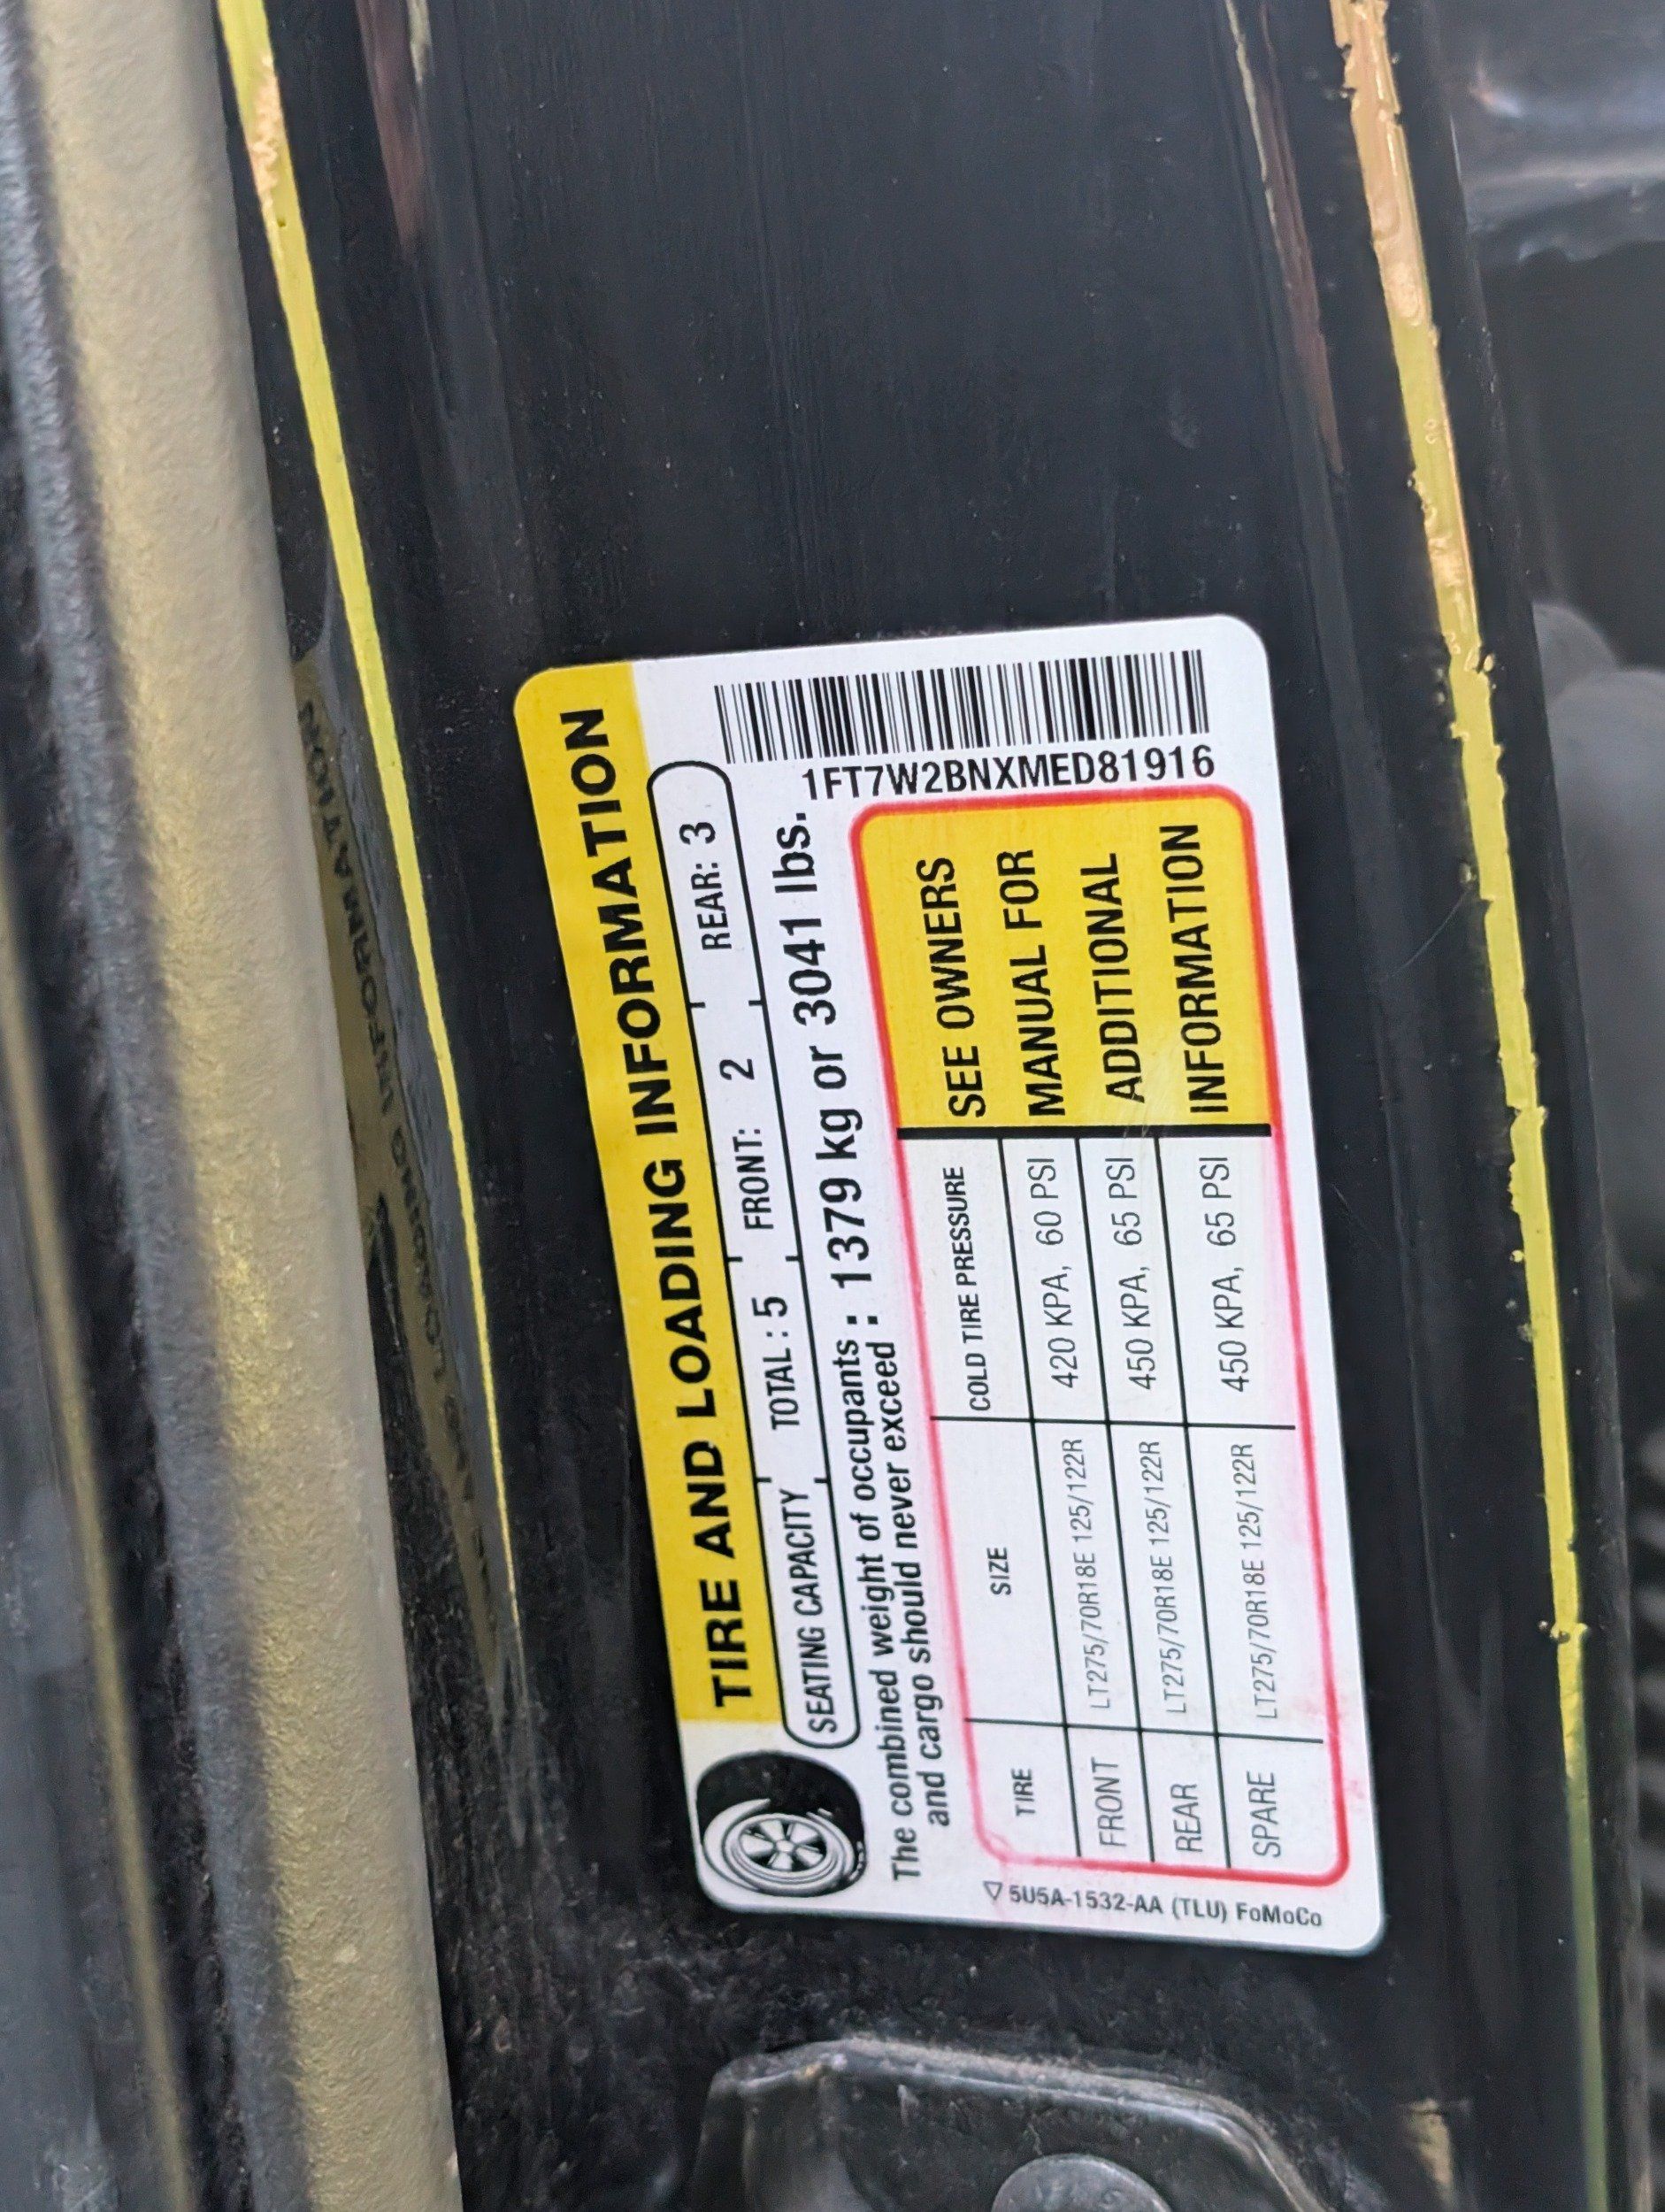 TIRE AND LOADING INFORMATION
SEATING CAPACITY TOTAL : 5 FRONT: 2 REAR: 3
The combined weight of occupants : 1379 kg or 3041 lbs.
and cargo should never exceed :
1FT7W2BNXMED81916
TIRE SIZE COLD TIRE PRESSURE
FRONT LT275/70R18E 125/122R 420 KPA, 60 PSI
REAR LT275/70R18E 125/122R 450 KPA, 65 PSI
SPARE LT275/70R18E 125/122R 450 KPA, 65 PSI
SEE OWNERS
MANUAL FOR
ADDITIONAL
INFORMATION
5U5A-1532-AA (TLU) FoMoCo